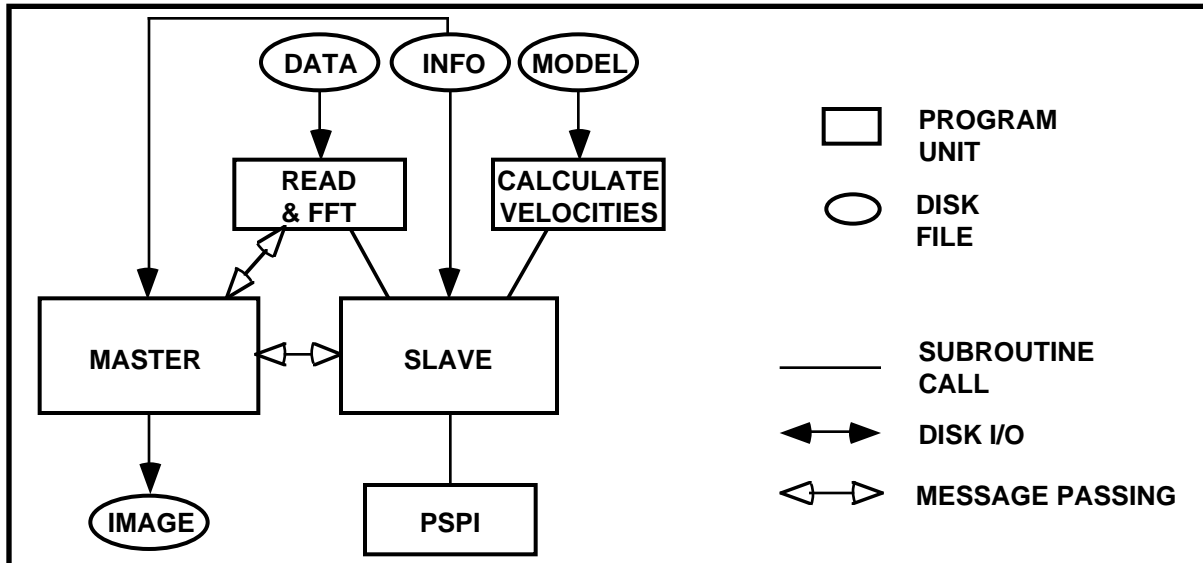 DATA
INFO
MODEL
READ
& FFT
CALCULATE
VELOCITIES
MASTER
SLAVE
IMAGE
PSPI
PROGRAM
UNIT
DISK
FILE
SUBROUTINE
CALL
DISK I/O
MESSAGE PASSING